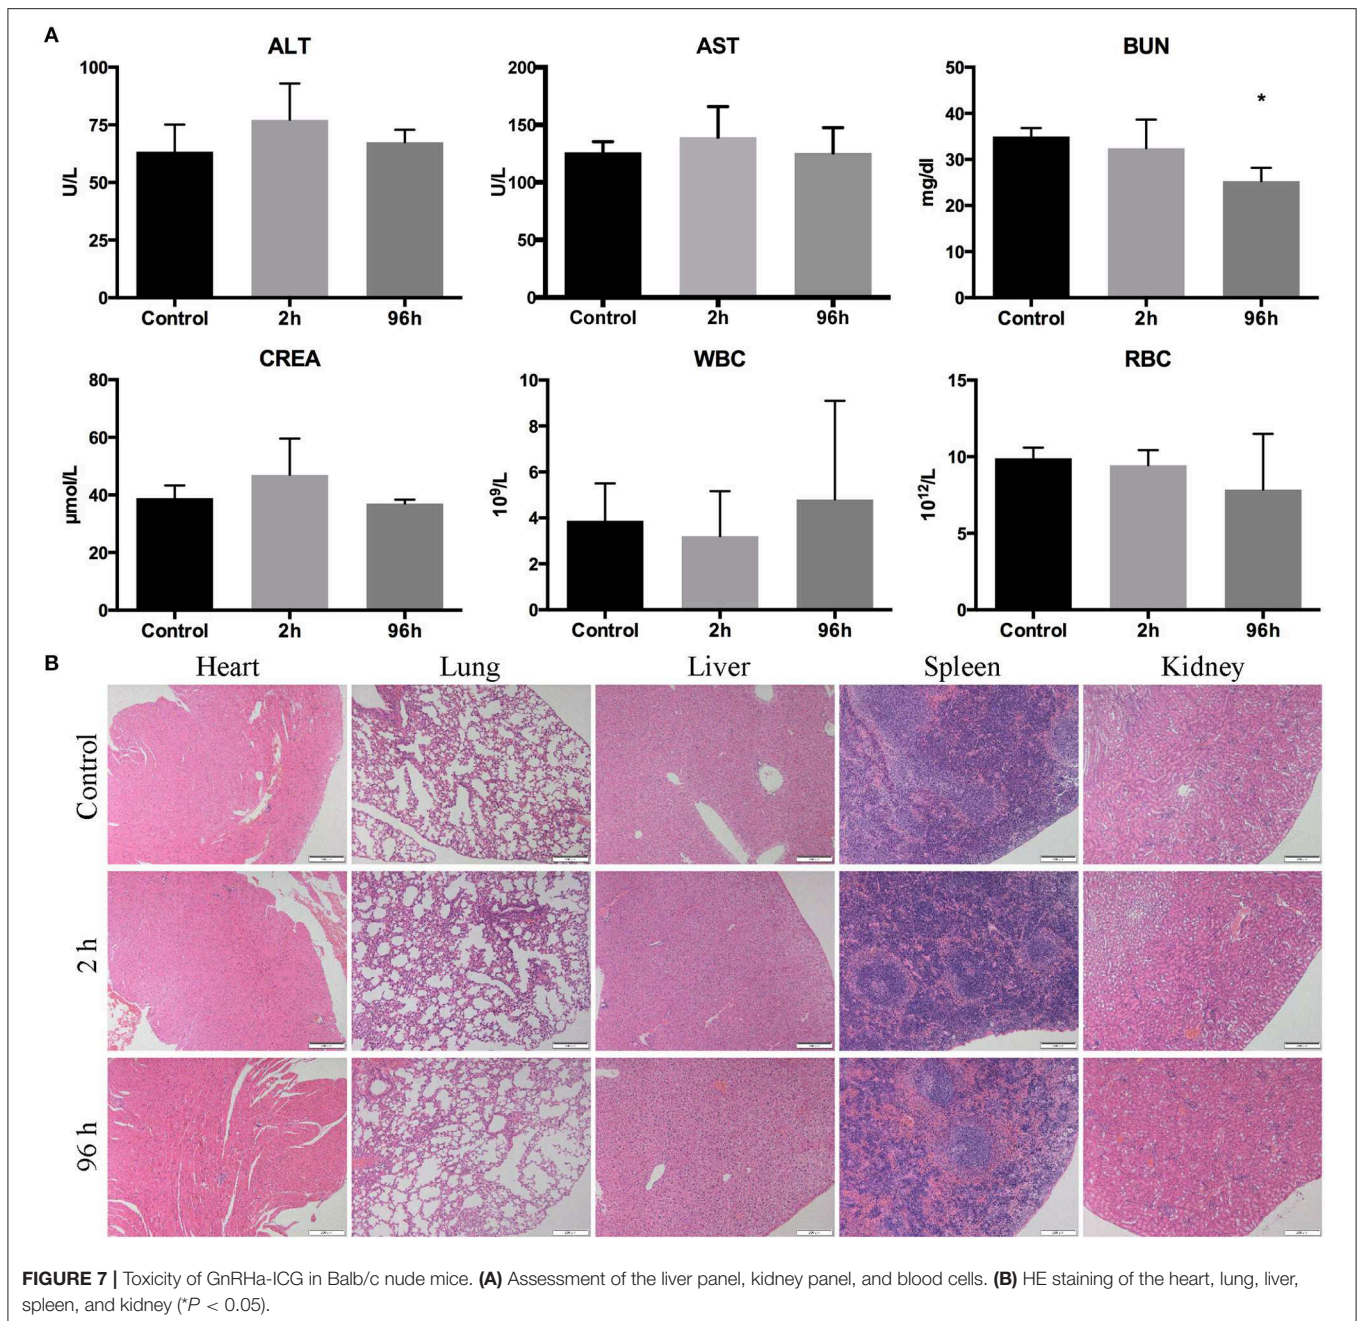 A
ALT
100
75
50
25
0
U/L
Control 2h 96h
AST
200
150
100
50
0
U/L
Control 2h 96h
BUN
50
40
30
20
10
0
mg/dl
*
Control 2h 96h
CREA
80
60
40
20
0
µmol/L
Control 2h 96h
WBC
10
8
6
4
2
0
10⁹/L
Control 2h 96h
RBC
15
10
5
0
10¹²/L
Control 2h 96h
B
Heart Lung Liver Spleen Kidney
Control
2 h
96 h
FIGURE 7 | Toxicity of GnRHa-ICG in Balb/c nude mice. (A) Assessment of the liver panel, kidney panel, and blood cells. (B) HE staining of the heart, lung, liver,
spleen, and kidney (*P < 0.05).